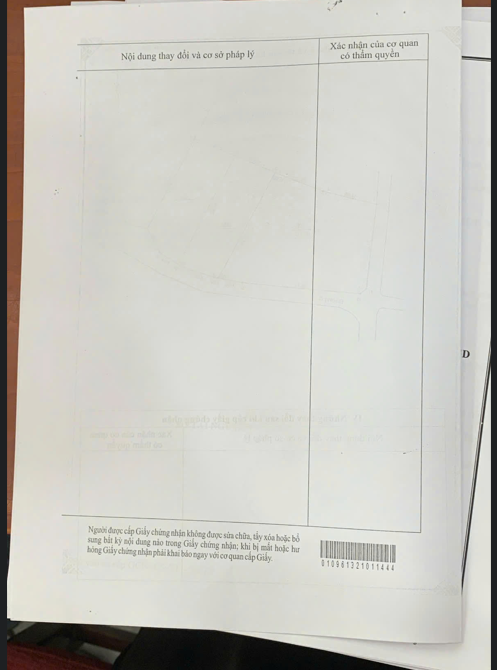 Nội dung thay đổi và cơ sở pháp lý
Xác nhận của cơ quan
có thẩm quyền
Người được cấp Giấy chứng nhận không được sửa chữa, tẩy xóa hoặc bổ
sung bất kỳ nội dung nào trong Giấy chứng nhận; khi bị mất hoặc hư
hỏng Giấy chứng nhận phải khai báo ngay với cơ quan cấp Giấy.
010961321011444
D